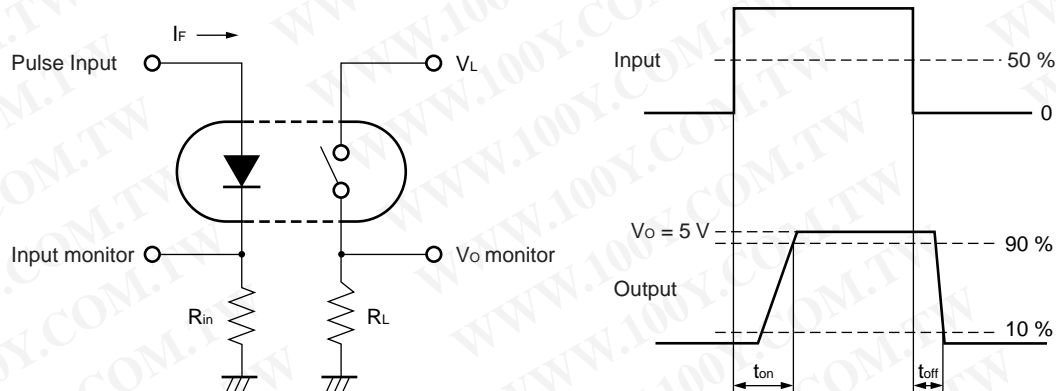 IF
Pulse Input
VL
Input monitor
VO monitor
Rin
RL
Input
50 %
0
VO = 5 V
90 %
Output
10 %
ton
toff
WWW.100Y.COM.TW